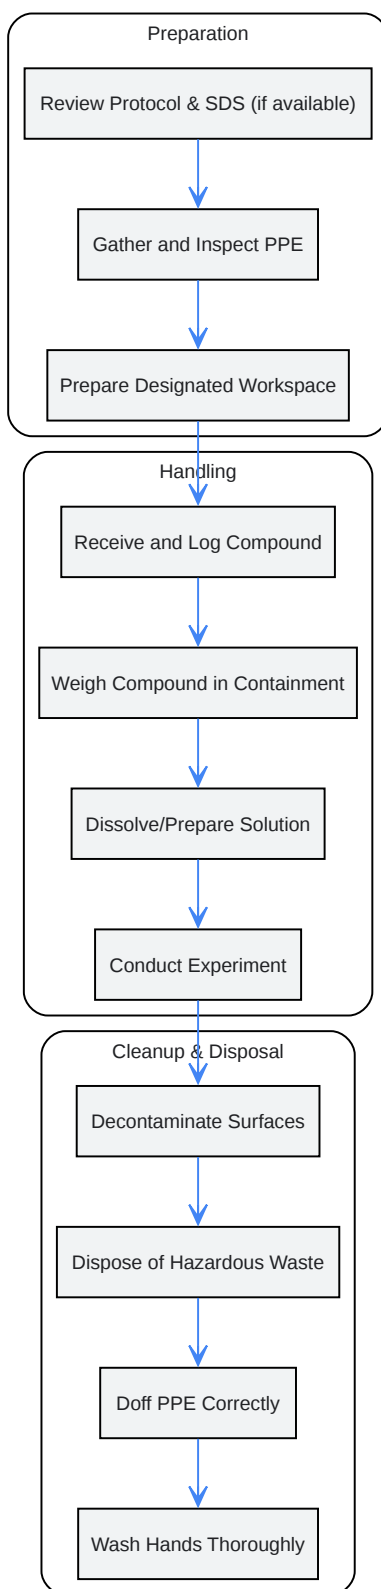 Preparation
Review Protocol & SDS (if available)
Gather and Inspect PPE
Prepare Designated Workspace
Handling
Receive and Log Compound
Weigh Compound in Containment
Dissolve/Prepare Solution
Conduct Experiment
Cleanup & Disposal
Decontaminate Surfaces
Dispose of Hazardous Waste
Doff PPE Correctly
Wash Hands Thoroughly